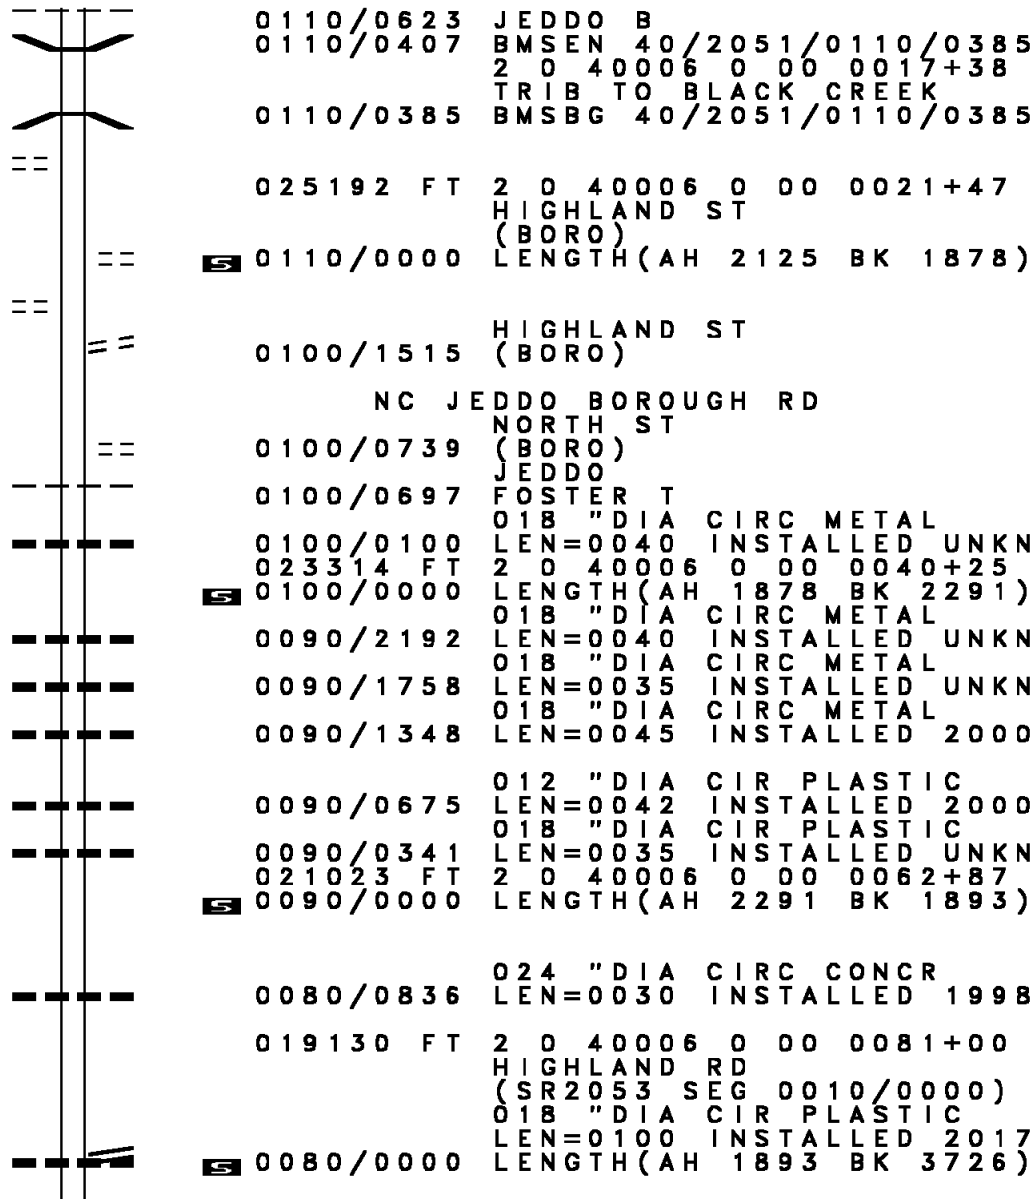 0110/0623 JEDDO B
0110/0407 BMSEN 40/2051/0110/0385
2 0 40006 0 00 0017+38
TRIB TO BLACK CREEK
0110/0385 BMSBG 40/2051/0110/0385
025192 FT 2 0 40006 0 00 0021+47
HIGHLAND ST
(BORO)
S 0110/0000 LENGTH(AH 2125 BK 1878)
HIGHLAND ST
0100/1515 (BORO)
NC JEDDO BOROUGH RD
NORTH ST
0100/0739 (BORO)
JEDDO
0100/0697 FOSTER T
018 "DIA CIRC METAL
0100/0100 LEN=0040 INSTALLED UNKN
023314 FT 2 0 40006 0 00 0040+25
S 0100/0000 LENGTH(AH 1878 BK 2291)
018 "DIA CIRC METAL
0090/2192 LEN=0040 INSTALLED UNKN
018 "DIA CIRC METAL
0090/1758 LEN=0035 INSTALLED UNKN
018 "DIA CIRC METAL
0090/1348 LEN=0045 INSTALLED 2000
012 "DIA CIR PLASTIC
0090/0675 LEN=0042 INSTALLED 2000
018 "DIA CIR PLASTIC
0090/0341 LEN=0035 INSTALLED UNKN
021023 FT 2 0 40006 0 00 0062+87
S 0090/0000 LENGTH(AH 2291 BK 1893)
024 "DIA CIRC CONCR
0080/0836 LEN=0030 INSTALLED 1998
019130 FT 2 0 40006 0 00 0081+00
HIGHLAND RD
(SR2053 SEG 0010/0000)
018 "DIA CIR PLASTIC
LEN=0100 INSTALLED 2017
S 0080/0000 LENGTH(AH 1893 BK 3726)